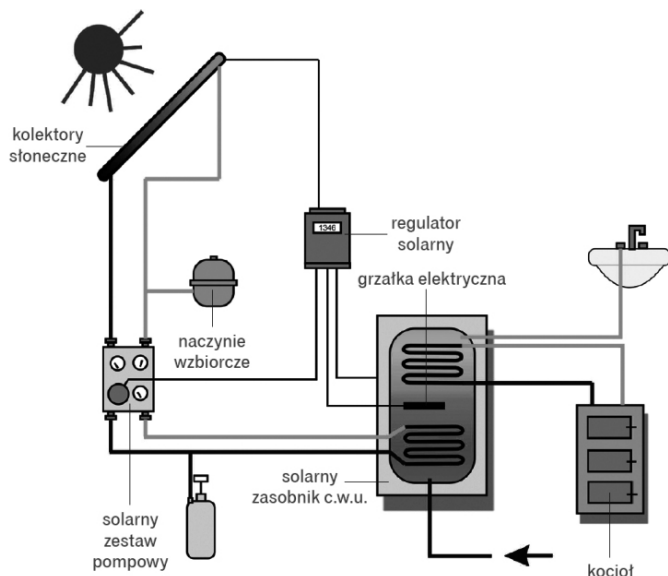 kolektory
słoneczne
1346
regulator
solarny
grzałka elektryczna
naczynie
wzbiorcze
solarny
zestaw
pompowy
solarny
zasobnik c.w.u.
kocioł